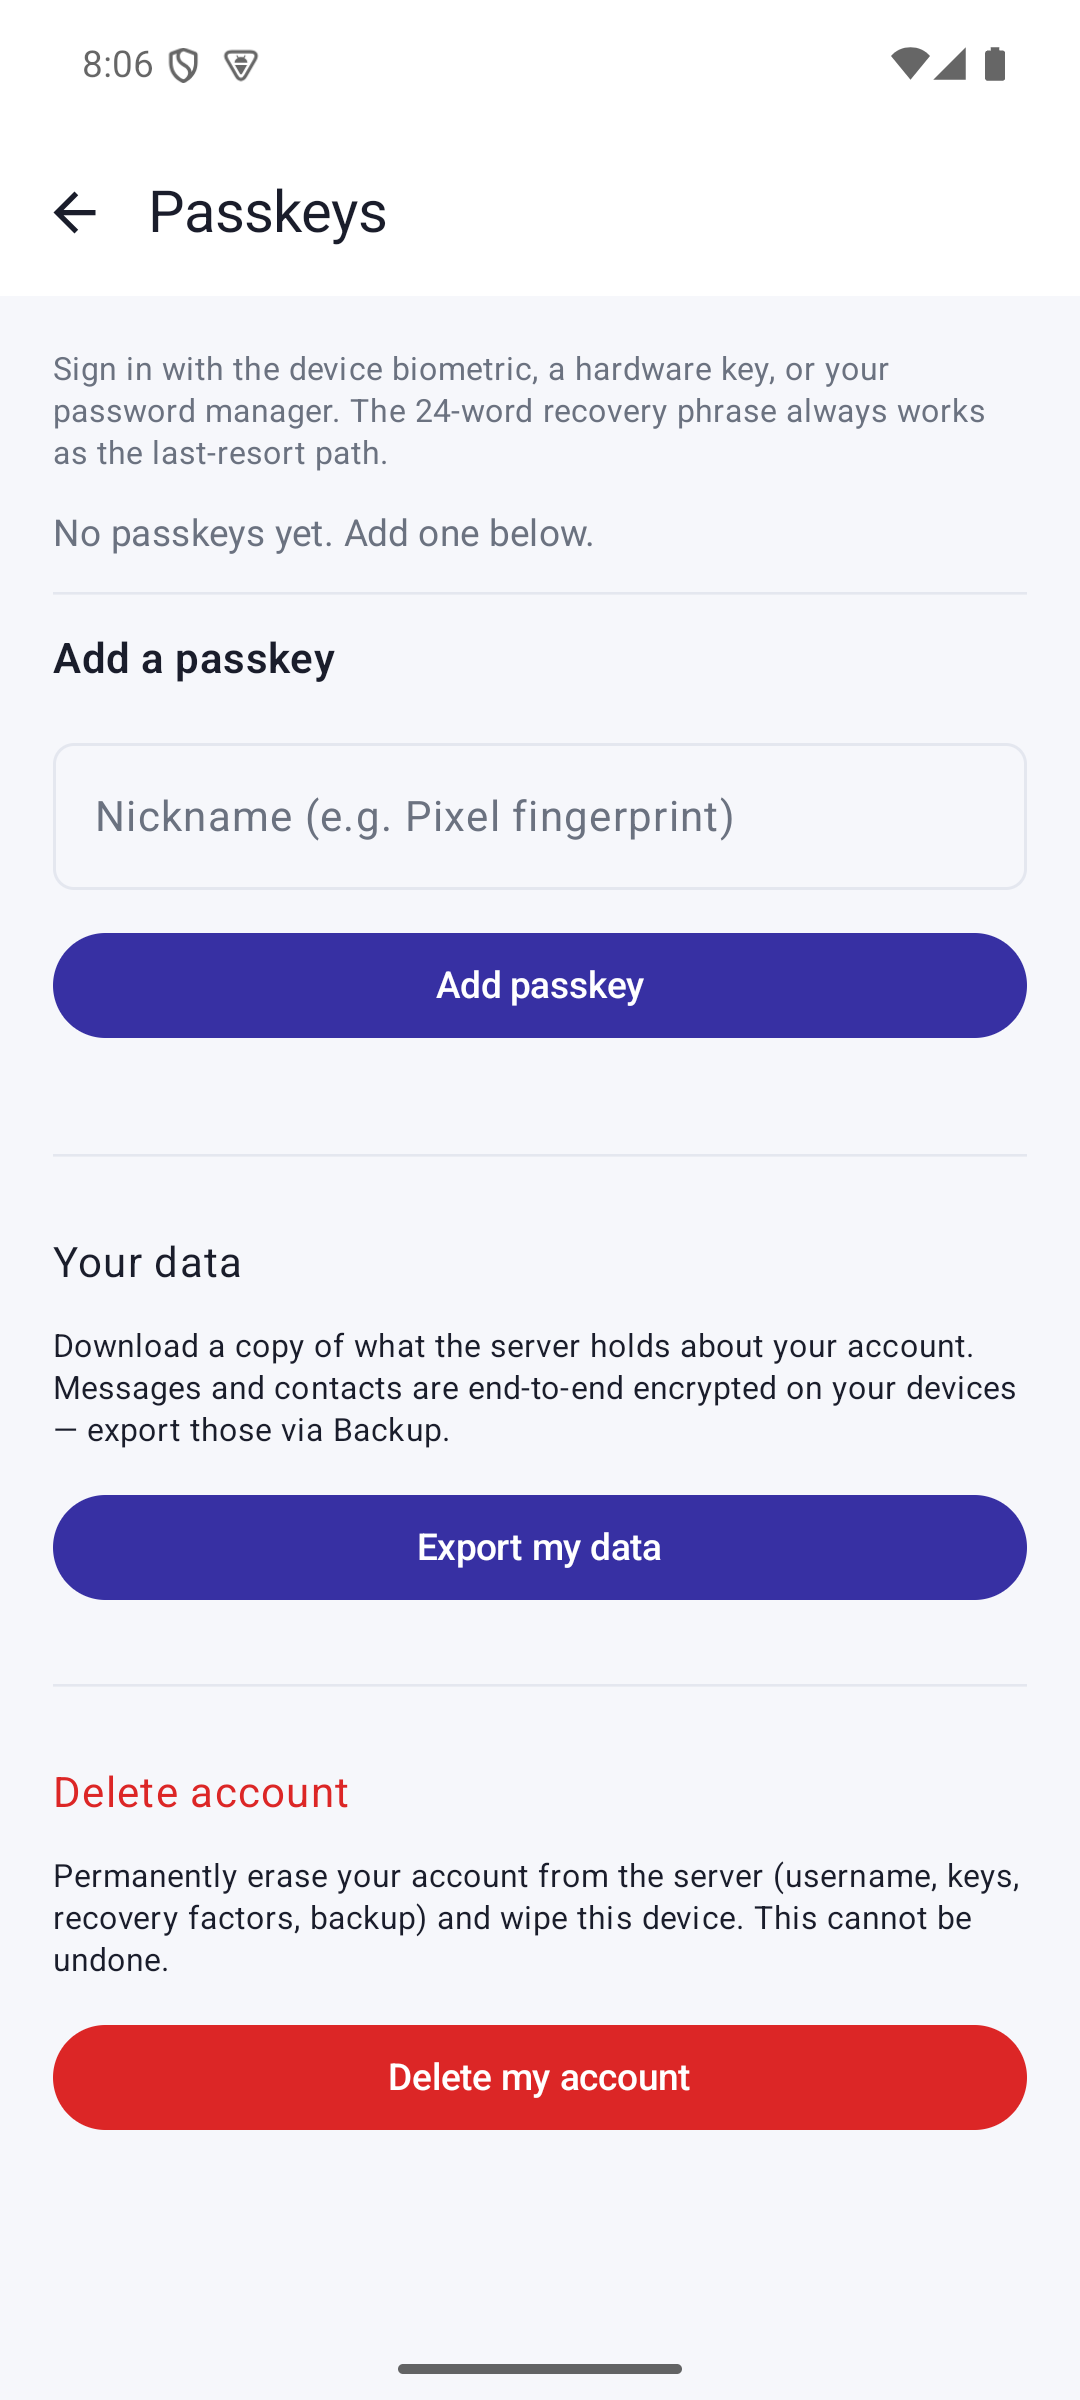 8:06
Passkeys
Sign in with the device biometric, a hardware key, or your
password manager. The 24-word recovery phrase always works
as the last-resort path.
No passkeys yet. Add one below.
Add a passkey
Nickname (e.g. Pixel fingerprint)
Add passkey
Your data
Download a copy of what the server holds about your account.
Messages and contacts are end-to-end encrypted on your devices
— export those via Backup.
Export my data
Delete account
Permanently erase your account from the server (username, keys,
recovery factors, backup) and wipe this device. This cannot be
undone.
Delete my account